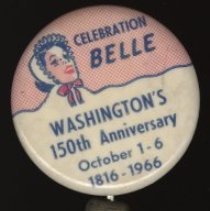 CELEBRATION
BELLE
WASHINGTON'S
150th Anniversary
October 1-6
1816-1966